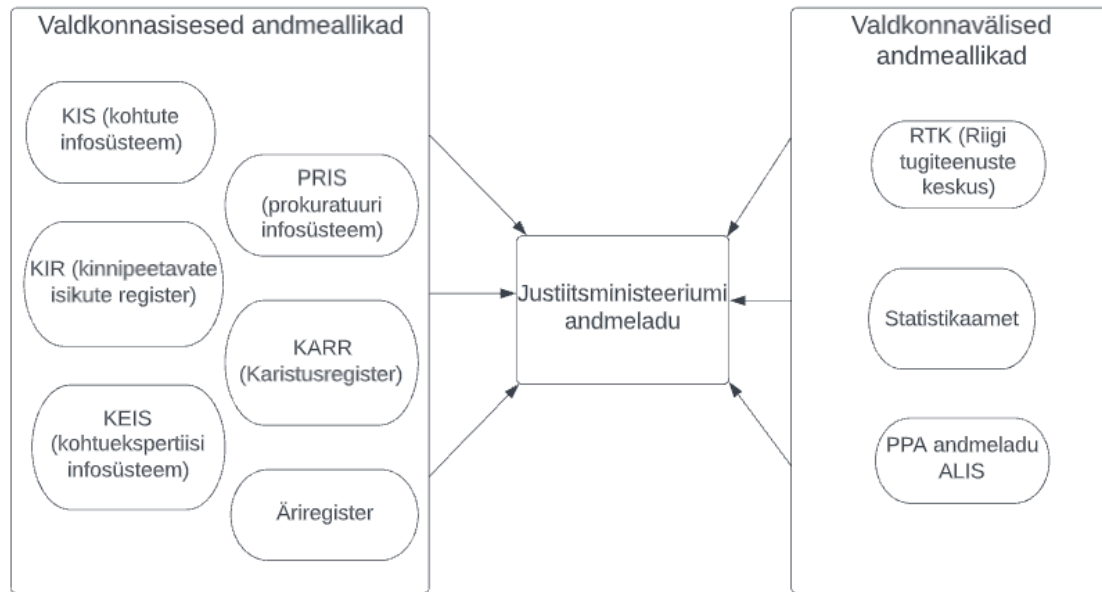 Valdkonnasisesed andmeallikad
KIS (kohtute
infosüsteem)
PRIS
(prokuratuuri
infosüsteem)
KIR (kinnipeetavate
isikute register)
KARR
(Karistusregister)
KEIS
(kohtuekspertiisi
infosüsteem)
Äriregister
Justiitsministeeriumi
andmeladu
Valdkonnavälised
andmeallikad
RTK (Riigi
tugiteenuste
keskus)
Statistikaamet
PPA andmeladu
ALIS